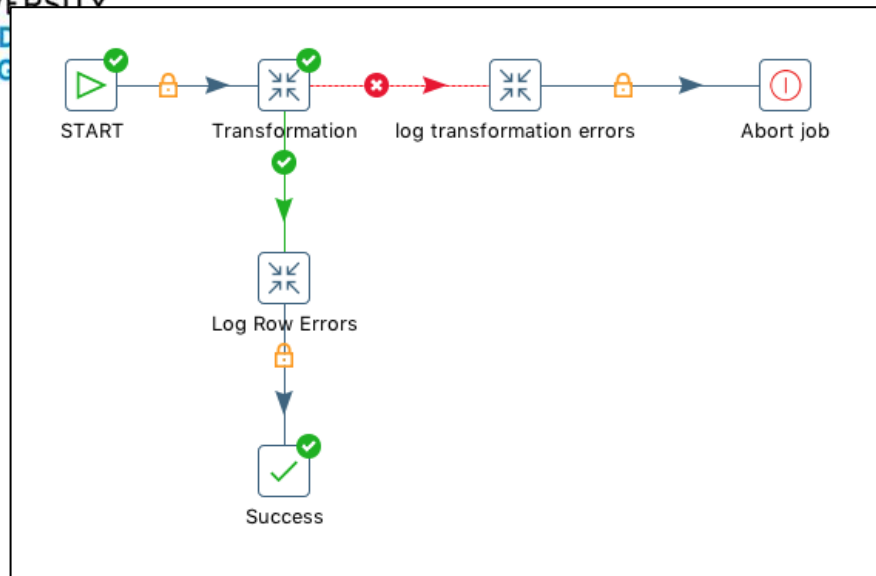 START
Transformation
log transformation errors
Abort job
Log Row Errors
Success